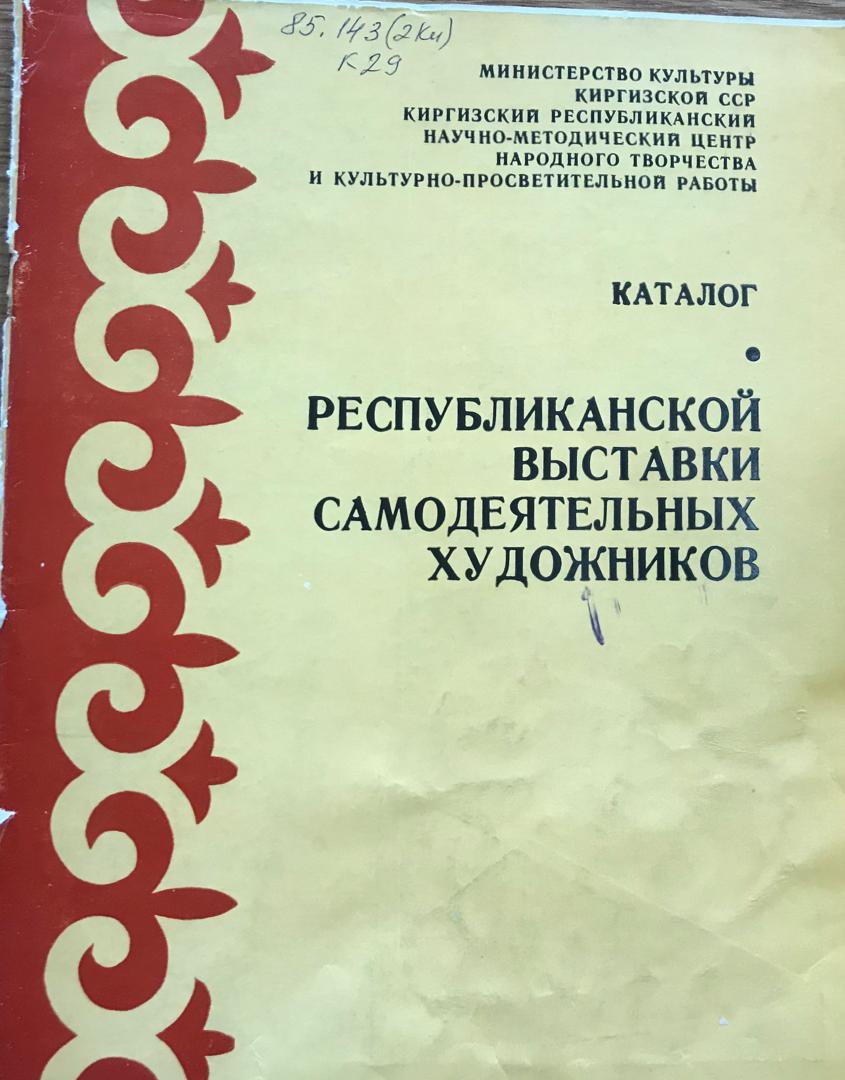 85.143(2Ки)
К29
МИНИСТЕРСТВО КУЛЬТУРЫ
КИРГИЗСКОЙ ССР
КИРГИЗСКИЙ РЕСПУБЛИКАНСКИЙ
НАУЧНО-МЕТОДИЧЕСКИЙ ЦЕНТР
НАРОДНОГО ТВОРЧЕСТВА
И КУЛЬТУРНО-ПРОСВЕТИТЕЛЬНОЙ РАБОТЫ
КАТАЛОГ
•
РЕСПУБЛИКАНСКОЙ
ВЫСТАВКИ
САМОДЕЯТЕЛЬНЫХ
ХУДОЖНИКОВ